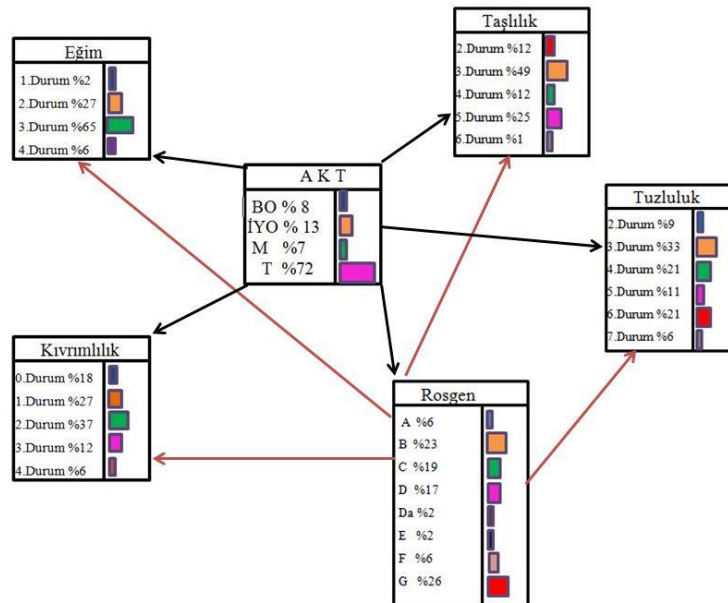 Eğim
1.Durum %2
2.Durum %27
3.Durum %65
4.Durum %6
Taşlılık
2.Durum %12
3.Durum %49
4.Durum %12
5.Durum %25
6.Durum %1
A K T
BO % 8
İYO % 13
M %7
T %72
Tuzluluk
2.Durum %9
3.Durum %33
4.Durum %21
5.Durum %11
6.Durum %21
7.Durum %6
Kıvrımlılık
0.Durum %18
1.Durum %27
2.Durum %37
3.Durum %12
4.Durum %6
Rosgen
A %6
B %23
C %19
D %17
Da %2
E %2
F %6
G %26